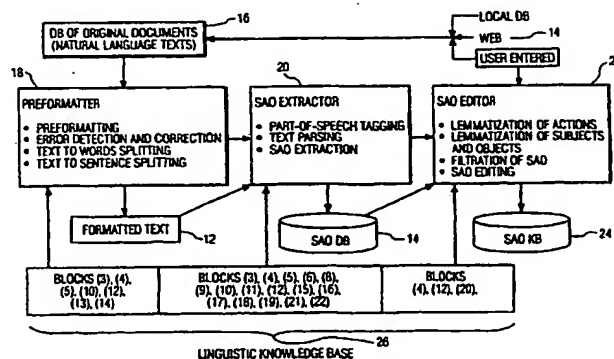 16
DB OF ORIGINAL DOCUMENTS
(NATURAL LANGUAGE TEXTS)
LOCAL DB
WEB
14
USER ENTERED
18
PREFORMATTER
• PREFORMATTING
• ERROR DETECTION AND CORRECTION
• TEXT TO WORDS SPLITTING
• TEXT TO SENTENCE SPLITTING
20
SAO EXTRACTOR
• PART-OF-SPEECH TAGGING
• TEXT PARSING
• SAO EXTRACTION
2
SAO EDITOR
• LEMMATIZATION OF ACTIONS
• LEMMATIZATION OF SUBJECTS
AND OBJECTS
• FILTRATION OF SAO
• SAO EDITING
FORMATTED TEXT
12
SAO DB
14
SAO KB
24
BLOCKS (3), (4),
(5), (10), (12),
(13), (14)
BLOCKS (3), (4), (5), (6), (8),
(9), (10), (11), (12), (15), (16),
(17), (18), (19), (21), (22)
BLOCKS
(4), (12), (20),
26
LINGUISTIC KNOWLEDGE BASE